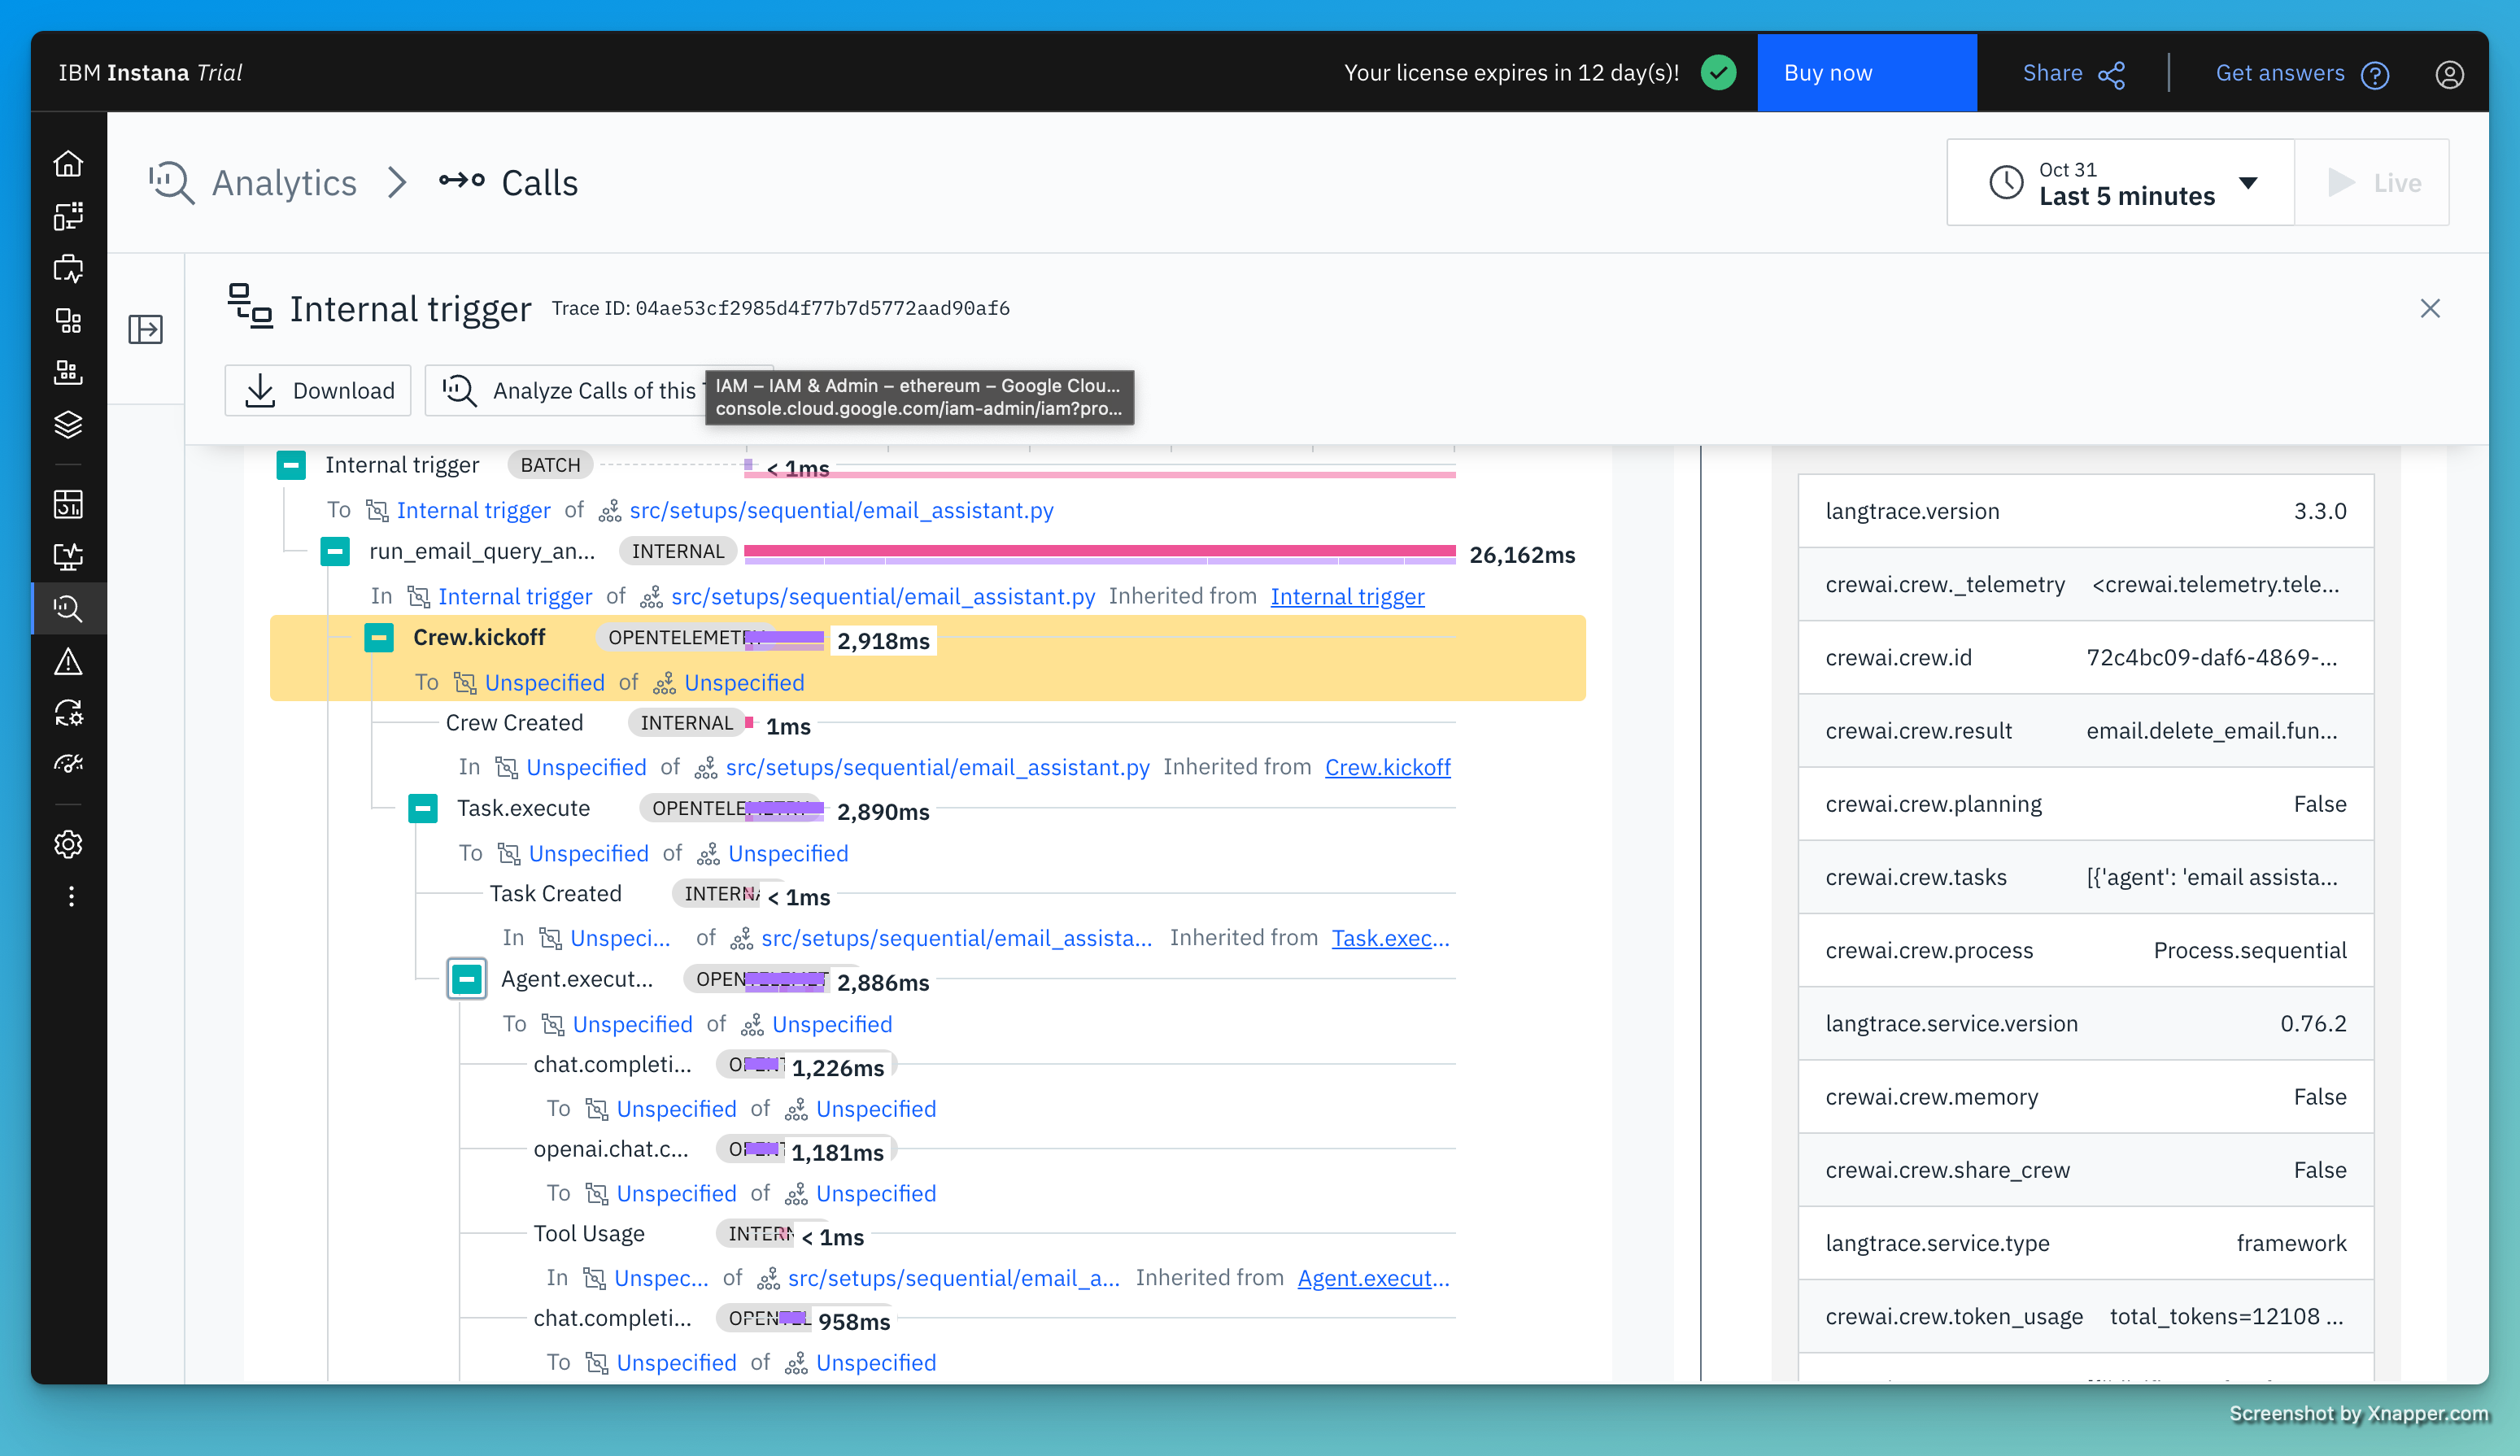 IBM Instana Trial
Your license expires in 12 day(s)!
Buy now
Share
Get answers
Analytics
Calls
Oct 31
Last 5 minutes
Live
Internal trigger
Trace ID: 04ae53cf2985d4f77b7d5772aad90af6
Download
Analyze Calls of this
IAM – IAM & Admin – ethereum – Google Clou...
console.cloud.google.com/iam-admin/iam?pro...
Internal trigger BATCH < 1ms
To Internal trigger of src/setups/sequential/email_assistant.py
run_email_query_an... INTERNAL 26,162ms
In Internal trigger of src/setups/sequential/email_assistant.py Inherited from Internal trigger
Crew.kickoff OPENTELEMETRY 2,918ms
To Unspecified of Unspecified
Crew Created INTERNAL 1ms
In Unspecified of src/setups/sequential/email_assistant.py Inherited from Crew.kickoff
Task.execute OPENTELEMETRY 2,890ms
To Unspecified of Unspecified
Task Created INTERNA < 1ms
In Unspeci... of src/setups/sequential/email_assista... Inherited from Task.exec...
Agent.execut... OPENTELEMET 2,886ms
To Unspecified of Unspecified
chat.completi... OPENT 1,226ms
To Unspecified of Unspecified
openai.chat.c... OPENT 1,181ms
To Unspecified of Unspecified
Tool Usage INTERN < 1ms
In Unspec... of src/setups/sequential/email_a... Inherited from Agent.execut...
chat.completi... OPENTEL 958ms
To Unspecified of Unspecified
langtrace.version 3.3.0
crewai.crew._telemetry <crewai.telemetry.tele...
crewai.crew.id 72c4bc09-daf6-4869-...
crewai.crew.result email.delete_email.fun...
crewai.crew.planning False
crewai.crew.tasks [{'agent': 'email assista...
crewai.crew.process Process.sequential
langtrace.service.version 0.76.2
crewai.crew.memory False
crewai.crew.share_crew False
langtrace.service.type framework
crewai.crew.token_usage total_tokens=12108 ...
Screenshot by Xnapper.com